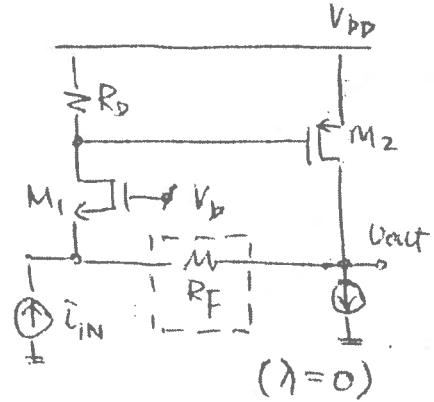 VDD
RD
M2
M1
Vb
Vout
RF
iIN
(λ=0)